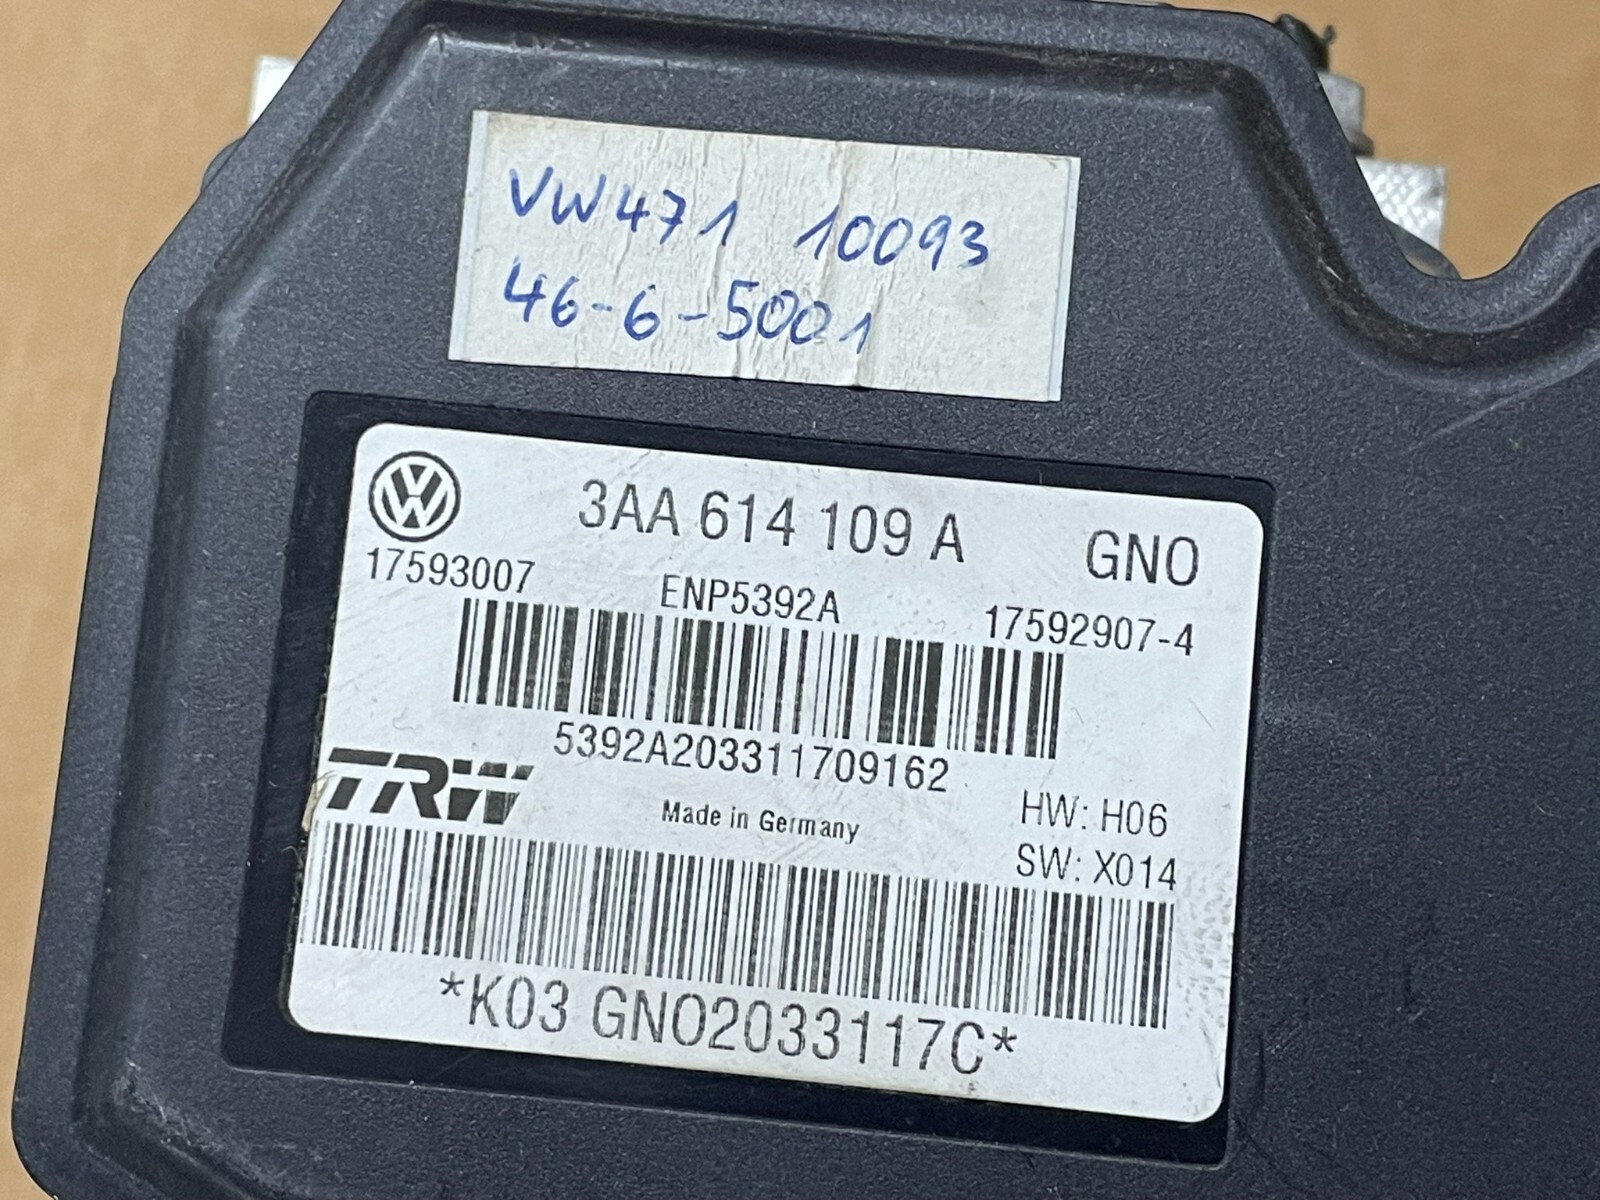 VW471 10093
46-6-5001
3AA 614 109 A GNO
17593007 ENP5392A 17592907-4
5392A203311709162
TRW
Made in Germany
HW: H06
SW: X014
*K03 GNO2033117C*